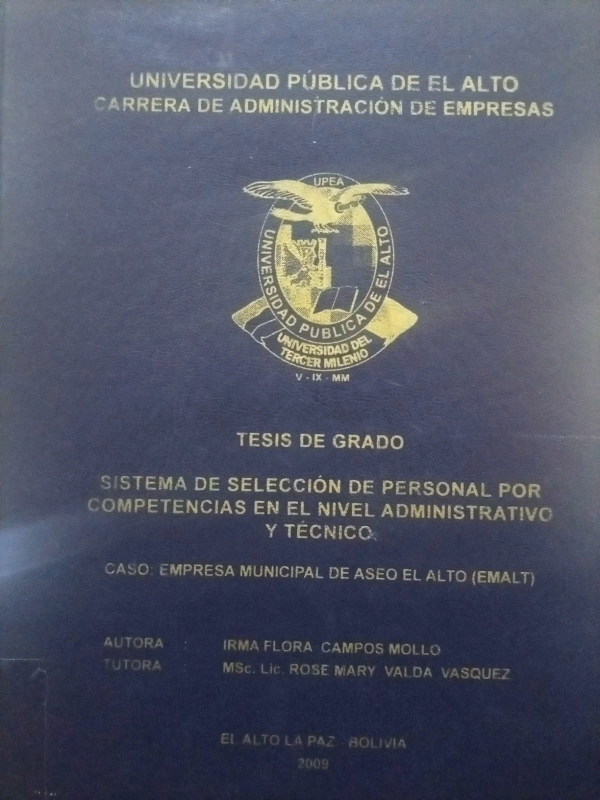 UNIVERSIDAD PÚBLICA DE EL ALTO
CARRERA DE ADMINISTRACIÓN DE EMPRESAS
UPEA
UNIVERSIDAD PUBLICA DE EL ALTO
UNIVERSIDAD DEL
TERCER MILENIO
V - IX - MM
TESIS DE GRADO
SISTEMA DE SELECCIÓN DE PERSONAL POR
COMPETENCIAS EN EL NIVEL ADMINISTRATIVO
Y TÉCNICO
CASO: EMPRESA MUNICIPAL DE ASEO EL ALTO (EMALT)
AUTORA : IRMA FLORA CAMPOS MOLLO
TUTORA : MSc. Lic. ROSE MARY VALDA VASQUEZ
EL ALTO LA PAZ BOLIVIA
2009